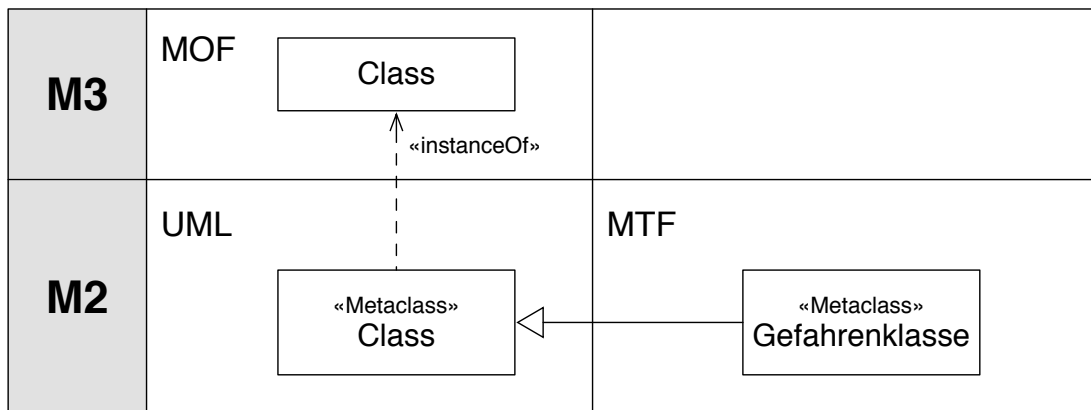 M3
MOF
Class
«instanceOf»
M2
UML
MTF
«Metaclass»
Class
«Metaclass»
Gefahrenklasse